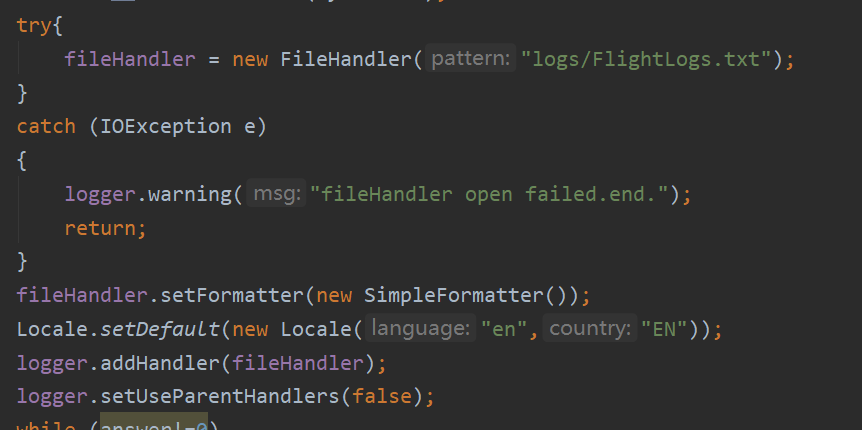 try{
fileHandler = new FileHandler( pattern: "logs/FlightLogs.txt");
}
catch (IOException e)
{
logger.warning( msg: "fileHandler open failed.end.");
return;
}
fileHandler.setFormatter(new SimpleFormatter());
Locale.setDefault(new Locale( language: "en", country: "EN"));
logger.addHandler(fileHandler);
logger.setUseParentHandlers(false);
while (answer!=0)